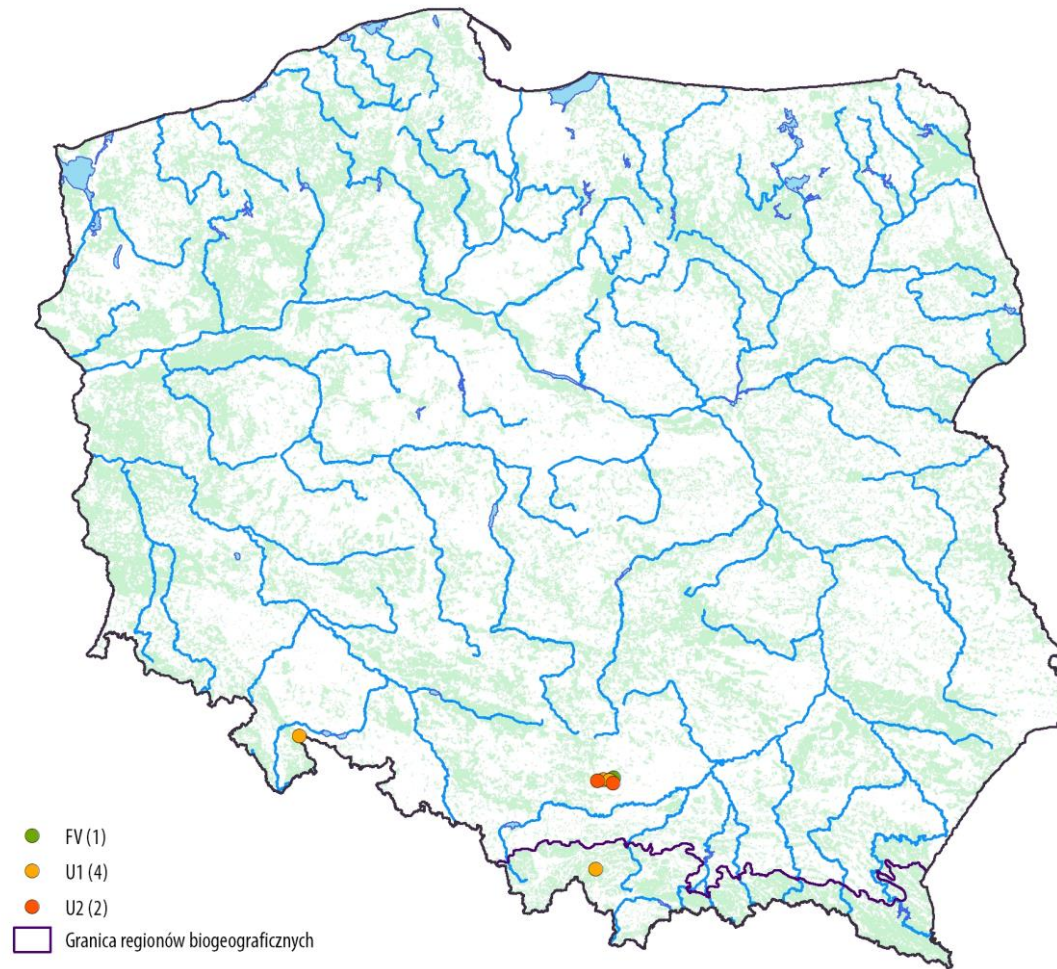 FV (1)
U1 (4)
U2 (2)
Granica regionów biogeograficznych